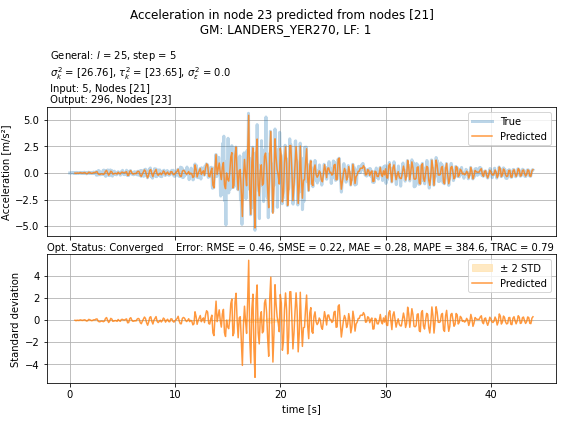 Acceleration in node 23 predicted from nodes [21]
GM: LANDERS_YER270, LF: 1
General: l = 25, step = 5
σ²ₖ = [26.76], τ²ₖ = [23.65], σ²ε = 0.0
Input: 5, Nodes [21]
Output: 296, Nodes [23]
Acceleration [m/s²]
5.0
2.5
0.0
−2.5
−5.0
True
Predicted
Opt. Status: Converged Error: RMSE = 0.46, SMSE = 0.22, MAE = 0.28, MAPE = 384.6, TRAC = 0.79
Standard deviation
4
2
0
−2
−4
± 2 STD
Predicted
0 10 20 30 40
time [s]